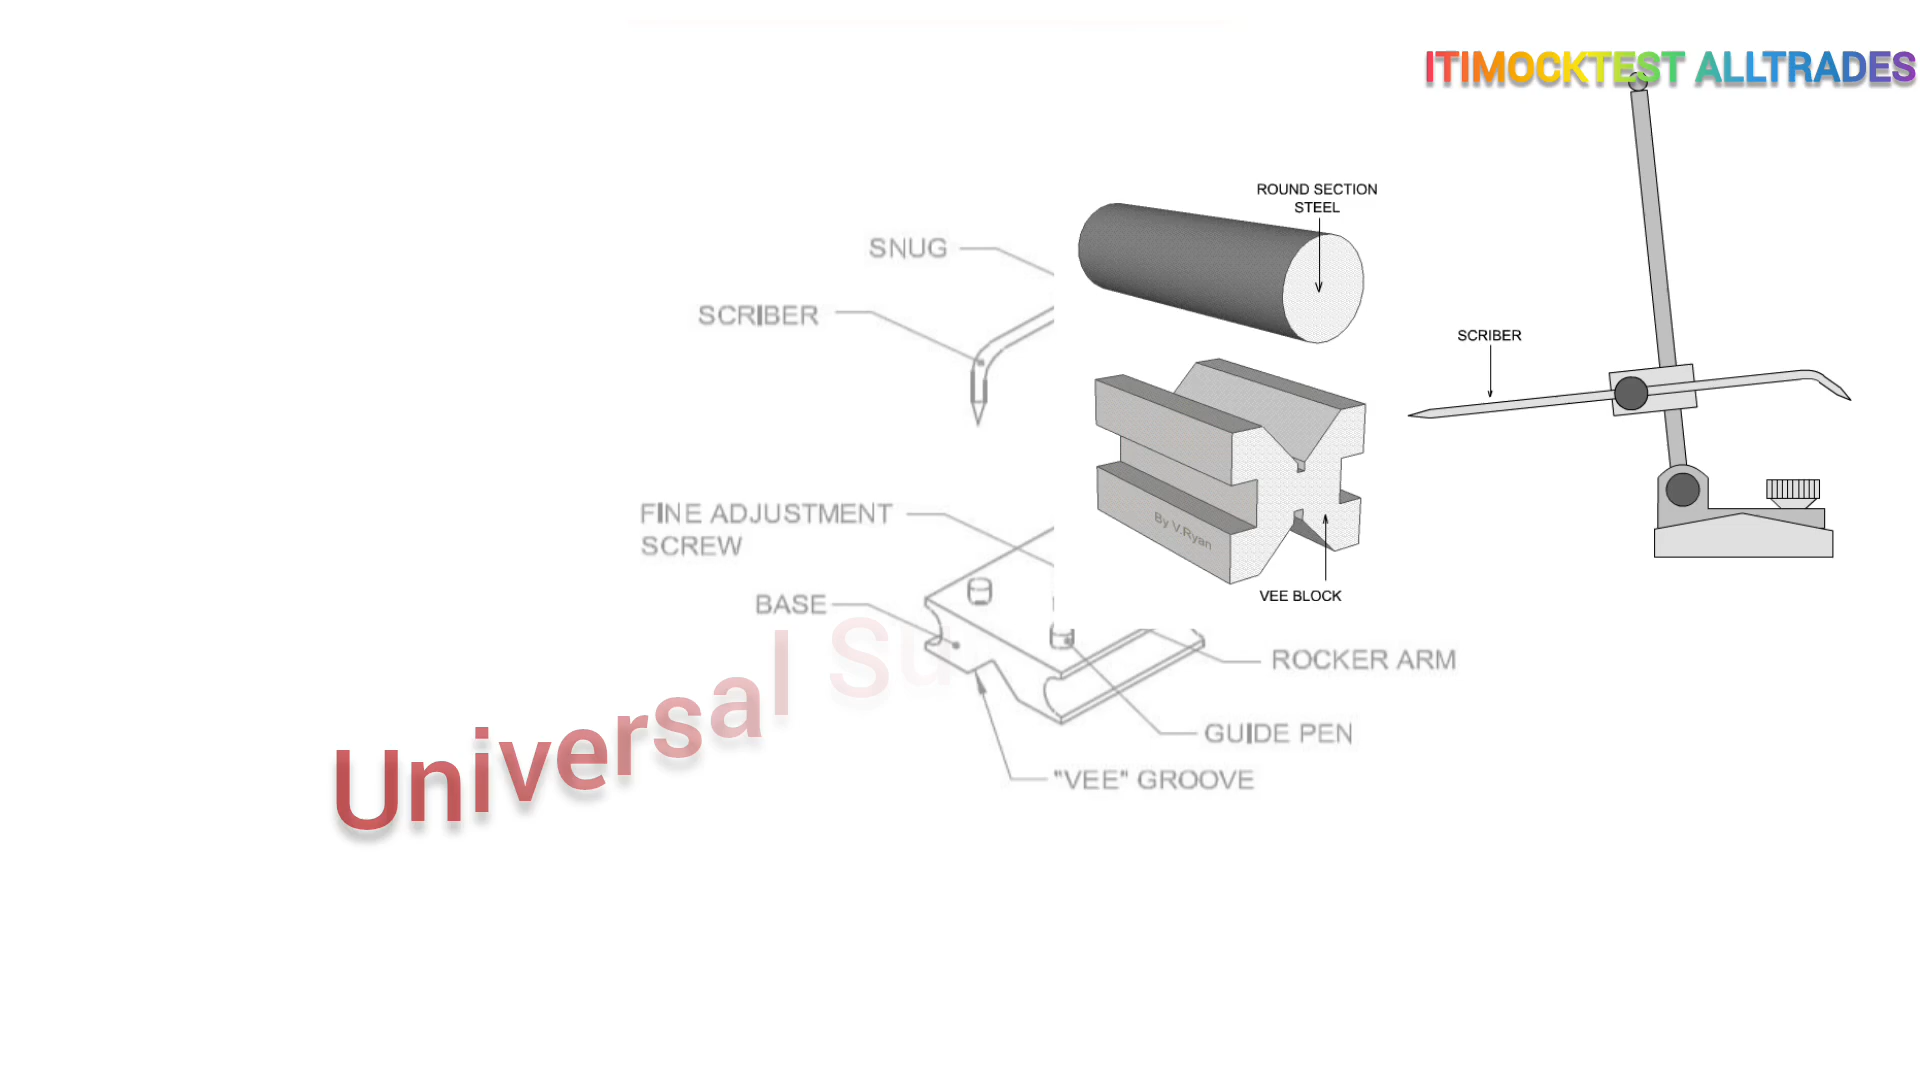 ITIMOCKTEST ALLTRADES
ROUND SECTION
STEEL
SNUG
SCRIBER
SCRIBER
FINE ADJUSTMENT
SCREW
By V.Ryan
VEE BLOCK
BASE
ROCKER ARM
GUIDE PEN
"VEE" GROOVE
Universal Su